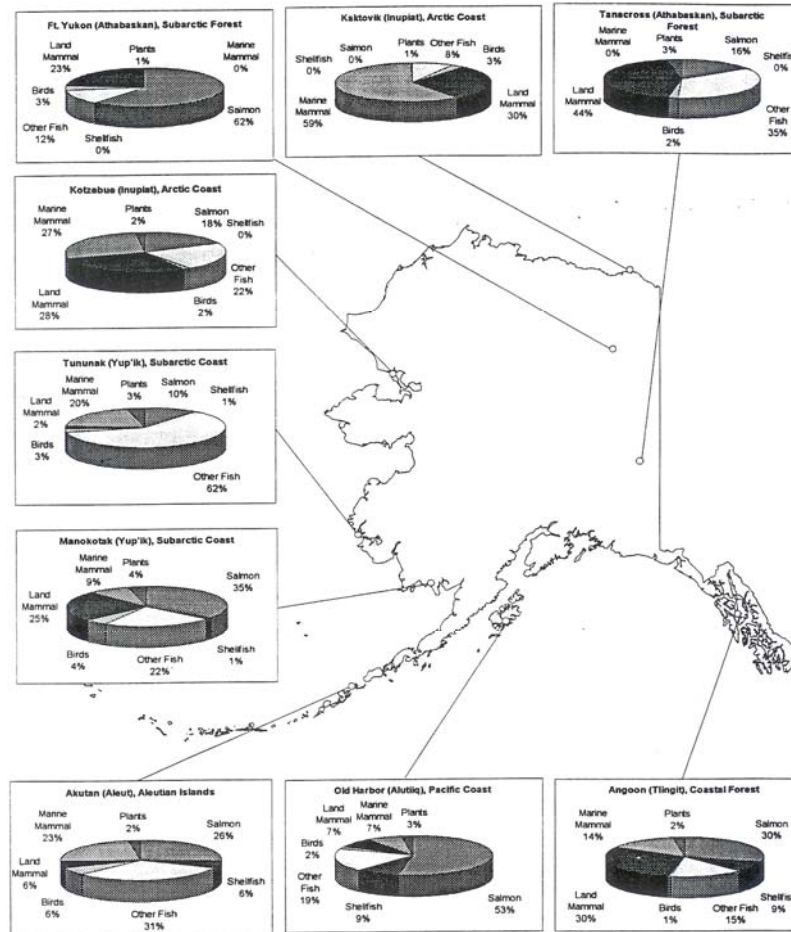 Ft. Yukon (Athabaskan), Subarctic Forest
Land Mammal 23%
Plants 1%
Marine Mammal 0%
Birds 3%
Salmon 62%
Other Fish 12%
Shellfish 0%
Kaktovik (Inupiat), Arctic Coast
Shellfish 0%
Salmon 0%
Plants 1%
Other Fish 8%
Birds 3%
Marine Mammal 59%
Land Mammal 30%
Tanacross (Athabaskan), Subarctic
Forest
Marine Mammal 0%
Plants 3%
Salmon 16%
Shellfish 0%
Land Mammal 44%
Birds 2%
Other Fish 35%
Kotzebue (Inupiat), Arctic Coast
Marine Mammal 27%
Plants 2%
Salmon 18%
Shellfish 0%
Land Mammal 28%
Birds 2%
Other Fish 22%
Tununak (Yup'ik), Subarctic Coast
Land Mammal 2%
Marine Mammal 20%
Plants 3%
Salmon 10%
Shellfish 1%
Birds 3%
Other Fish 62%
Manokotak (Yup'ik), Subarctic Coast
Marine Mammal 9%
Plants 4%
Salmon 35%
Land Mammal 25%
Birds 4%
Other Fish 22%
Shellfish 1%
Akutan (Aleut), Aleutian Islands
Marine Mammal 23%
Plants 2%
Salmon 26%
Land Mammal 6%
Birds 6%
Other Fish 31%
Shellfish 6%
Old Harbor (Alutiiq), Pacific Coast
Land Mammal 7%
Marine Mammal 7%
Plants 3%
Birds 2%
Other Fish 19%
Shellfish 9%
Salmon 53%
Angoon (Tlingit), Coastal Forest
Marine Mammal 14%
Plants 2%
Salmon 30%
Land Mammal 30%
Birds 1%
Other Fish 15%
Shellfish 9%